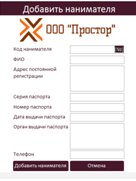 Добавить нанимателя
ООО "Простор"
Код нанимателя
ФИО
Адрес постоянной
регистрации
Серия паспорта
Номер паспорта
Дата выдачи паспорта
Орган выдачи паспорта
Телефон
Добавить нанимателя
Отмена